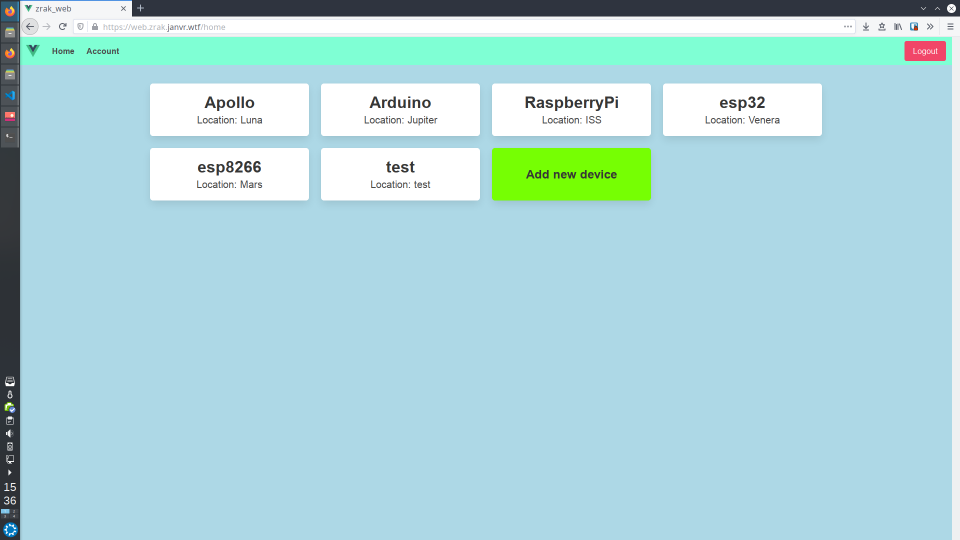 zrak_web
https://web.zrak.janvr.wtf/home
Home
Account
Logout
Apollo
Location: Luna
Arduino
Location: Jupiter
RaspberryPi
Location: ISS
esp32
Location: Venera
esp8266
Location: Mars
test
Location: test
Add new device
15
36